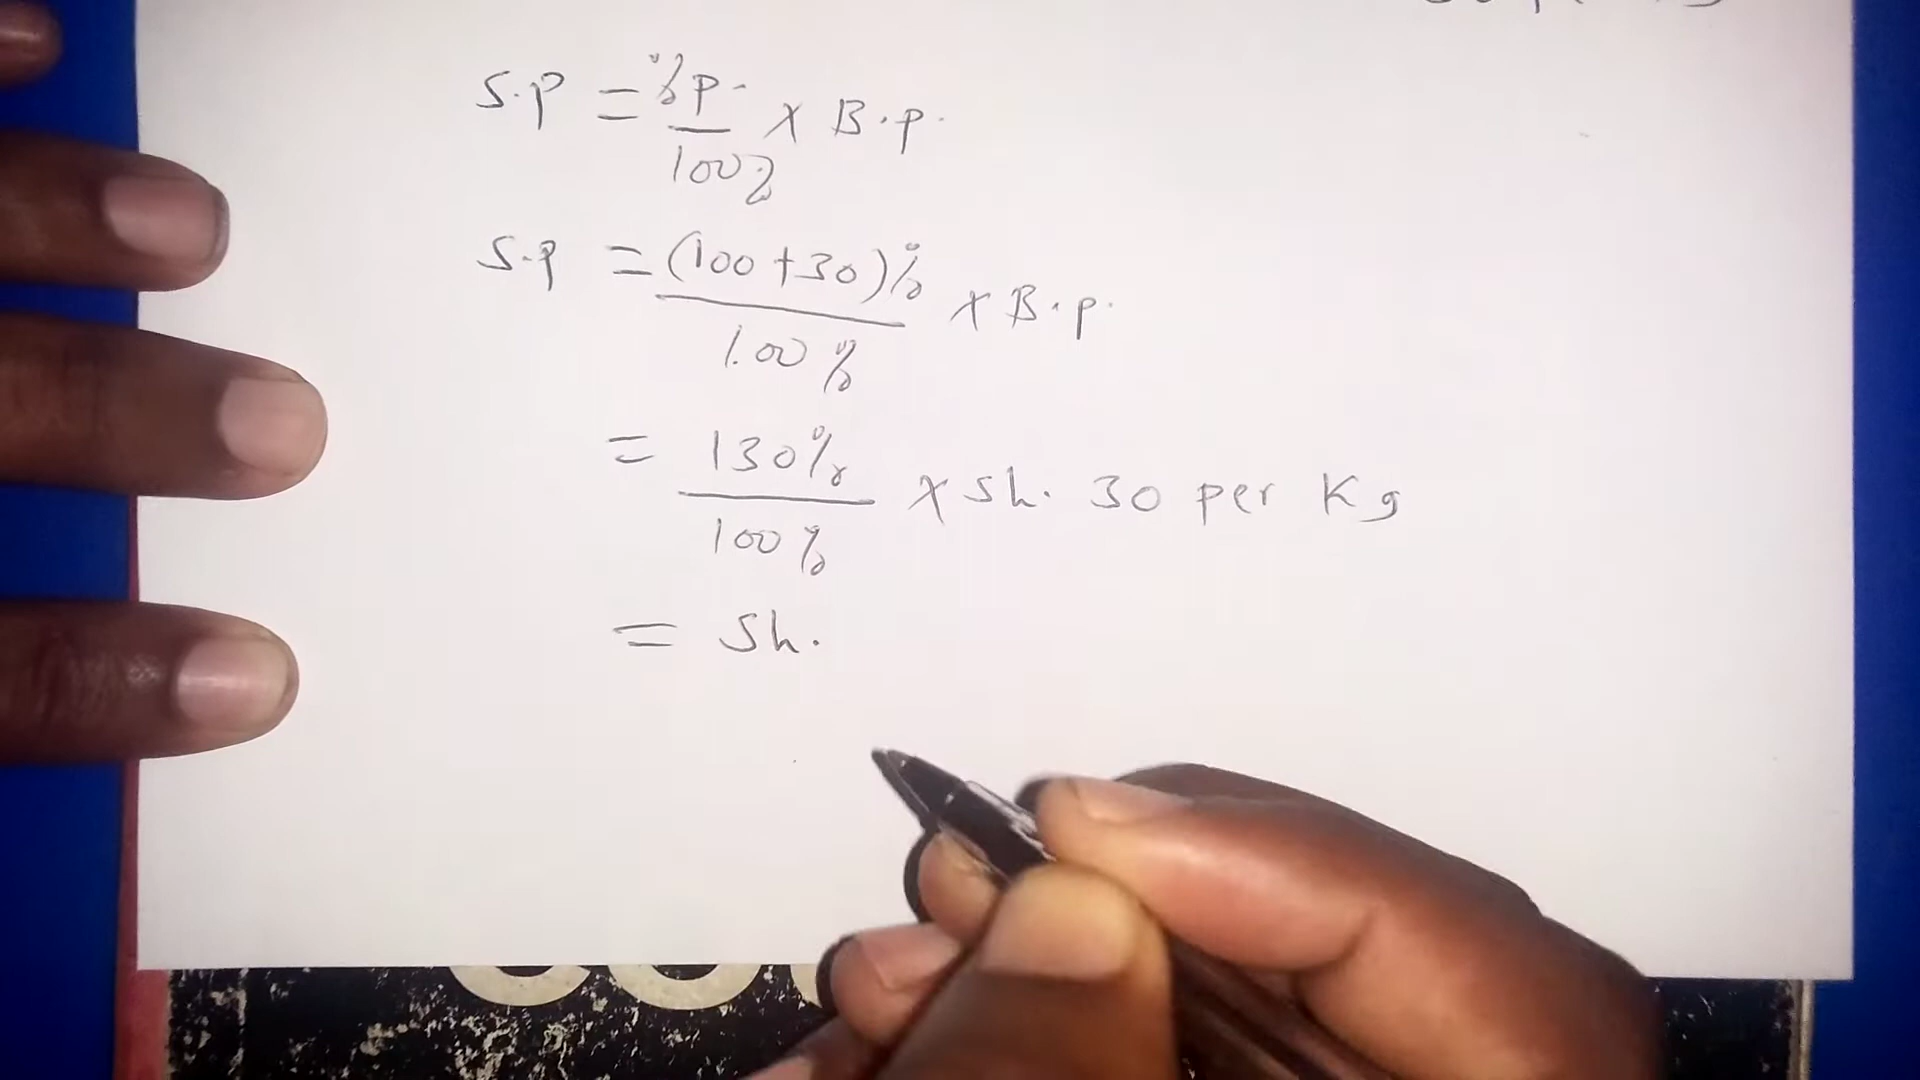 S.P = %P. / 100% x B.P.
S.P = (100+30)% / 100% x B.P.
= 130% / 100% x Sh. 30 per Kg
= Sh.